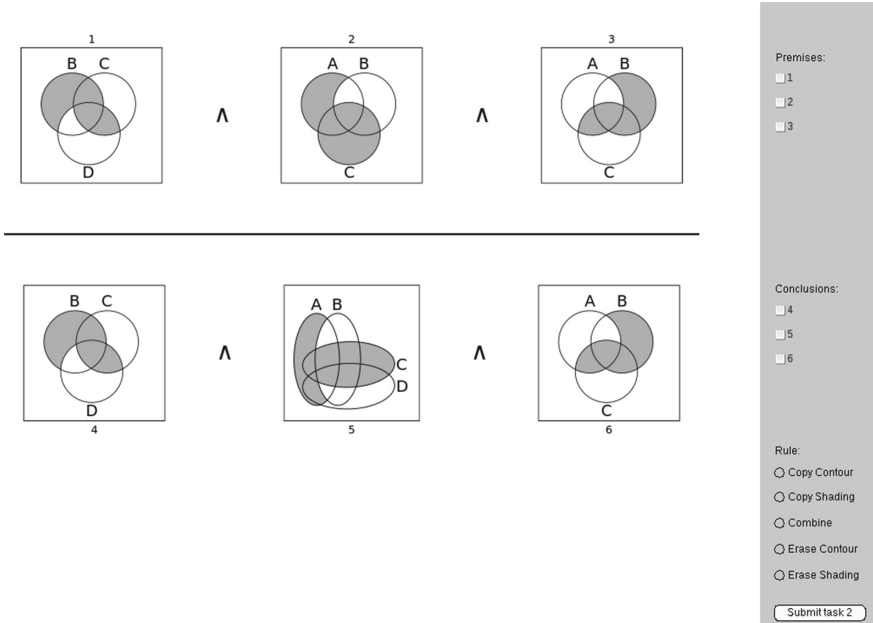 1
2
3
B C
A B
A B
D
C
C
∧
∧
B C
A B
A B
C
D
D
C
∧
∧
4
5
6
Premises:
1
2
3
Conclusions:
4
5
6
Rule:
Copy Contour
Copy Shading
Combine
Erase Contour
Erase Shading
Submit task 2